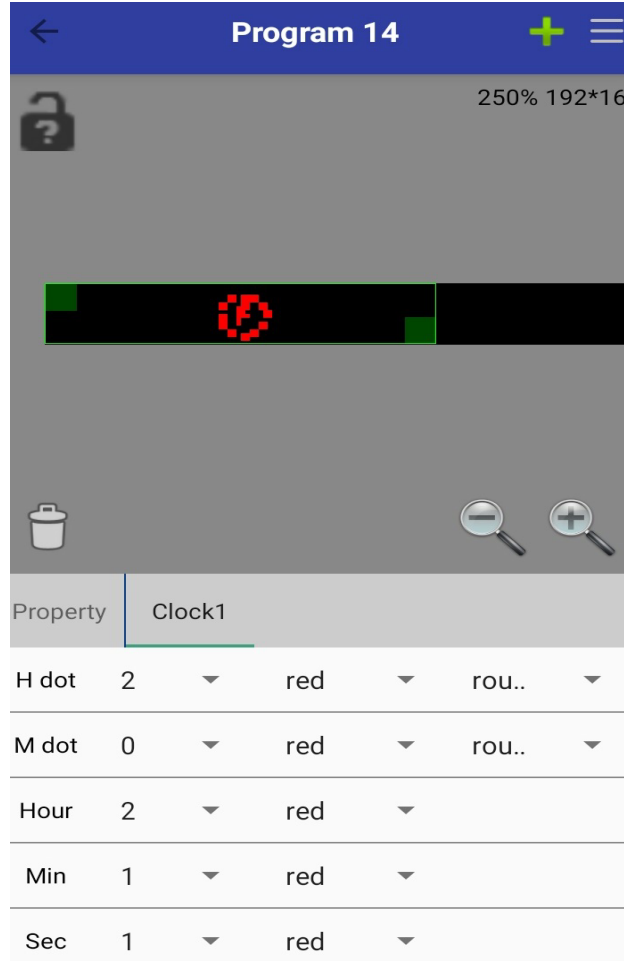 Program 14
250% 192*16
?
Property Clock1
H dot 2 red rou..
M dot 0 red rou..
Hour 2 red
Min 1 red
Sec 1 red